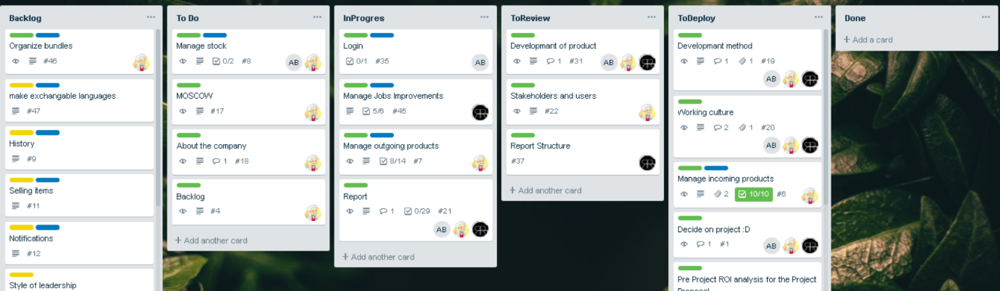 Backlog
Organize bundles
#46
make exchangable languages
#47
History
#9
Selling items
#11
Notifications
#12
Style of leadership
To Do
Manage stock
0/2 #8 AB
MOSCOW
#17
About the company
1 #18
Backlog
#4
+ Add another card
InProgres
Login
0/1 #35 AB
Manage Jobs Improvements
5/6 #45
Manage outgoing products
8/14 #7
Report
1 0/29 #21
AB
+ Add another card
ToReview
Developmant of product
1 #31 AB
Stakeholders and users
#22
Report Structure
#37
+ Add another card
ToDeploy
Developmant method
1 1 #19
AB
Working culture
2 1 #20
AB
Manage incoming products
2 10/10 #6
Decide on project :D
1 #1 AB
Pre Project ROI analysis for the Project
Proposal
Done
+ Add a card